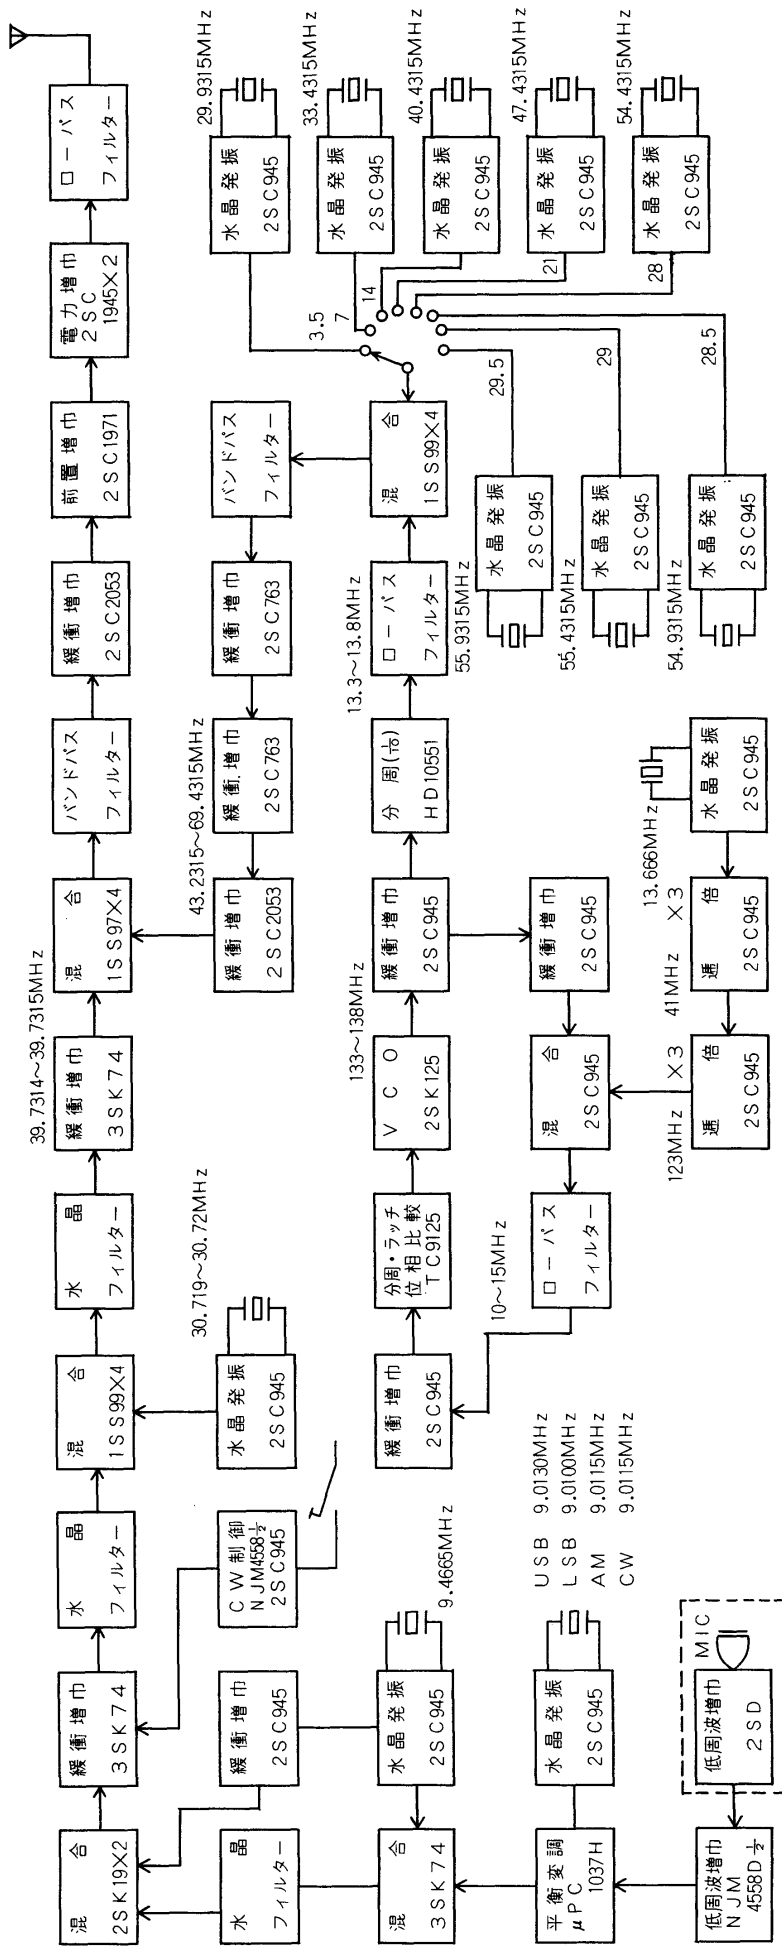 混合
2SK19×2
緩衝増巾
3SK74
水晶
フィルター
混合
1SS99×4
水晶
フィルター
39.7314～39.7315MHz
緩衝増巾
3SK74
混合
1SS97×4
バンドパス
フィルター
緩衝増巾
2SC2053
前置増巾
2SC1971
電力増巾
2SC
1945×2
ローパス
フィルター
水晶
フィルター
緩衝増巾
2SC945
CW制御
NJM4558½
2SC945
30.719～30.72MHz
水晶発振
2SC945
43.2315～69.4315MHz
緩衝増巾
2SC2053
緩衝増巾
2SC763
緩衝増巾
2SC763
バンドパス
フィルター
29.9315MHz
水晶発振
2SC945
33.4315MHz
水晶発振
2SC945
40.4315MHz
水晶発振
2SC945
47.4315MHz
水晶発振
2SC945
54.4315MHz
水晶発振
2SC945
3.5
7
14
21
28
29.5
29
28.5
混合
3SK74
9.4665MHz
水晶発振
2SC945
緩衝増巾
2SC945
分周・ラッチ
位相比較
TC9125
133～138MHz
VCO
2SK125
緩衝増巾
2SC945
分周(1/10)
HD10551
13.3～13.8MHz
ローパス
フィルター
混合
1SS99×4
10～15MHz
ローパス
フィルター
混合
2SC945
緩衝増巾
2SC945
55.9315MHz
水晶発振
2SC945
55.4315MHz
水晶発振
2SC945
54.9315MHz
水晶発振
2SC945
平衡変調
μPC
1037H
水晶発振
2SC945
USB 9.0130MHz
LSB 9.0100MHz
AM 9.0115MHz
CW 9.0115MHz
123MHz ×3
逓倍
2SC945
41MHz ×3
逓倍
2SC945
13.666MHz
水晶発振
2SC945
低周波増巾
NJM
4558D½
低周波増巾
2SD
MIC